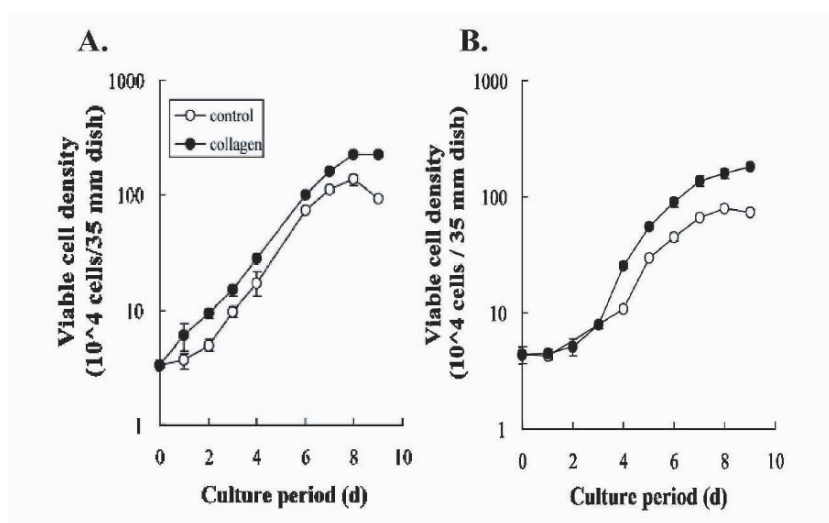 A.
1000
100
10
1
0 2 4 6 8 10
Viable cell density
(10^4 cells/35 mm dish)
control
collagen
Culture period (d)
B.
1000
100
10
1
0 2 4 6 8 10
Viable cell density
(10^4 cells / 35 mm dish)
Culture period (d)